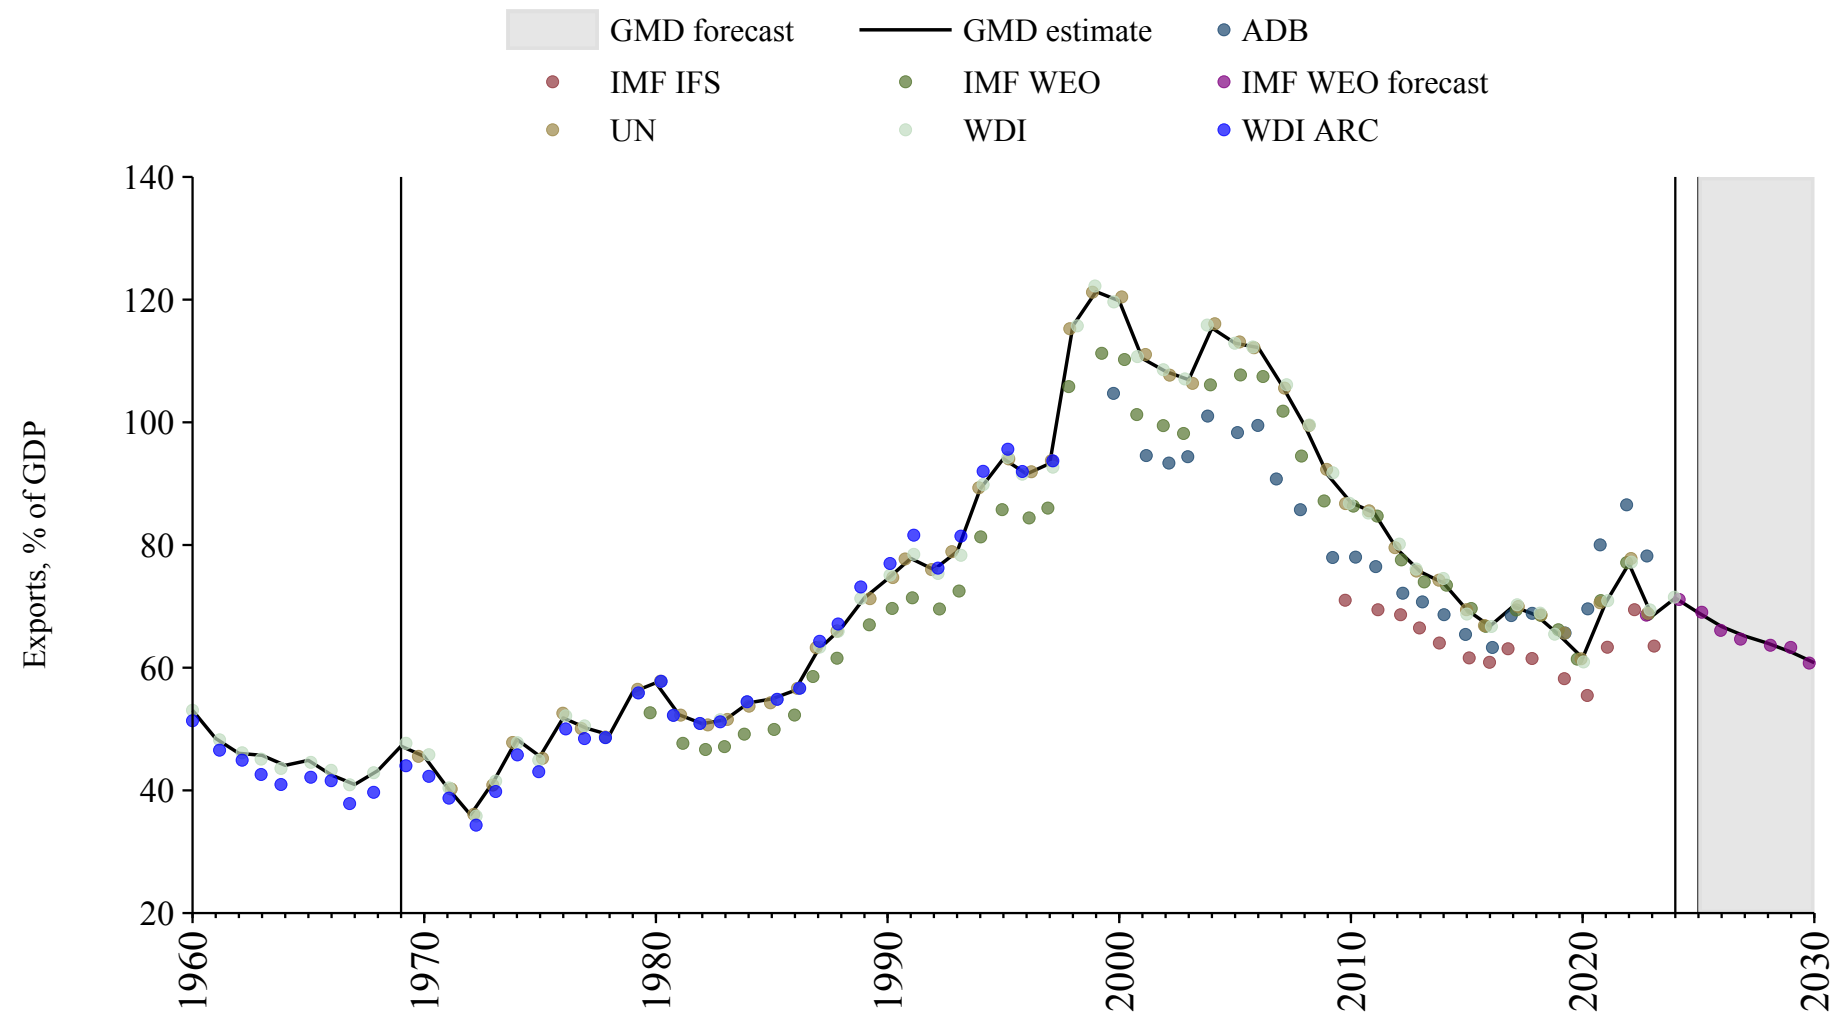 GMD forecast
GMD estimate
ADB
IMF IFS
IMF WEO
IMF WEO forecast
UN
WDI
WDI ARC
Exports, % of GDP
140
120
100
80
60
40
20
1960
1970
1980
1990
2000
2010
2020
2030